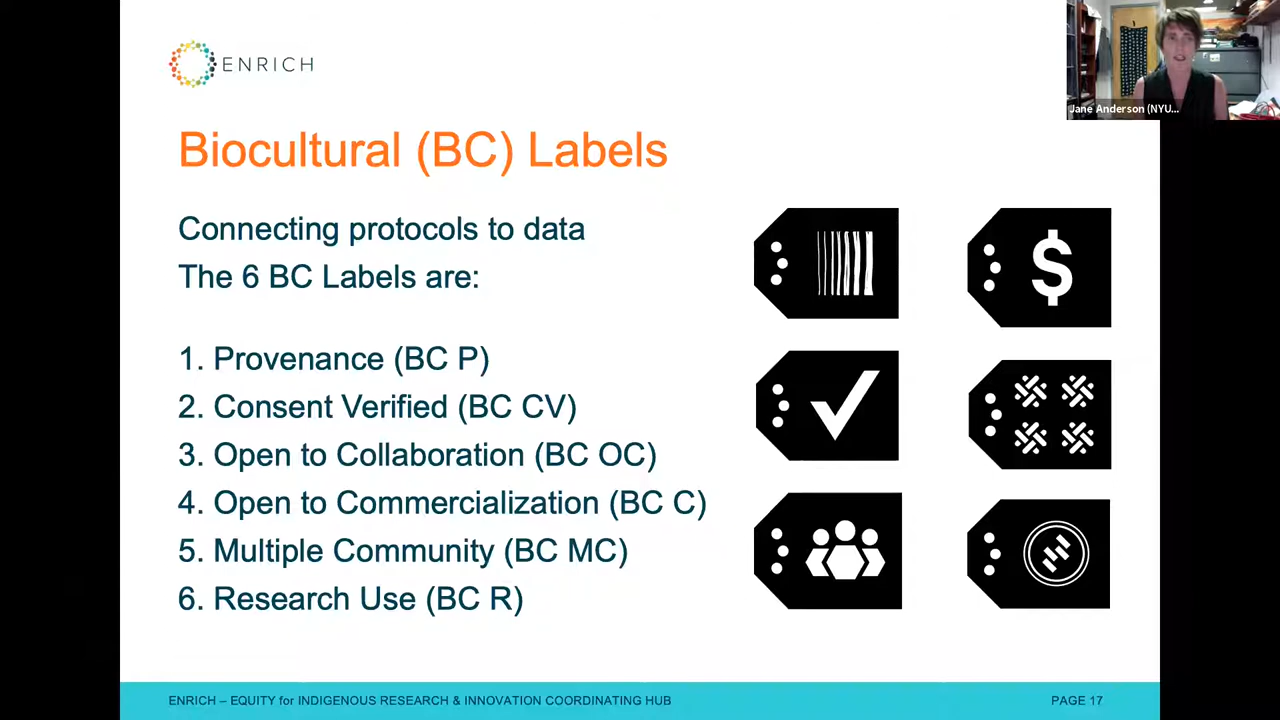 ENRICH
Jane Anderson (NYU...
Biocultural (BC) Labels
Connecting protocols to data
The 6 BC Labels are:
1. Provenance (BC P)
2. Consent Verified (BC CV)
3. Open to Collaboration (BC OC)
4. Open to Commercialization (BC C)
5. Multiple Community (BC MC)
6. Research Use (BC R)
$
ENRICH – EQUITY for INDIGENOUS RESEARCH & INNOVATION COORDINATING HUB
PAGE 17